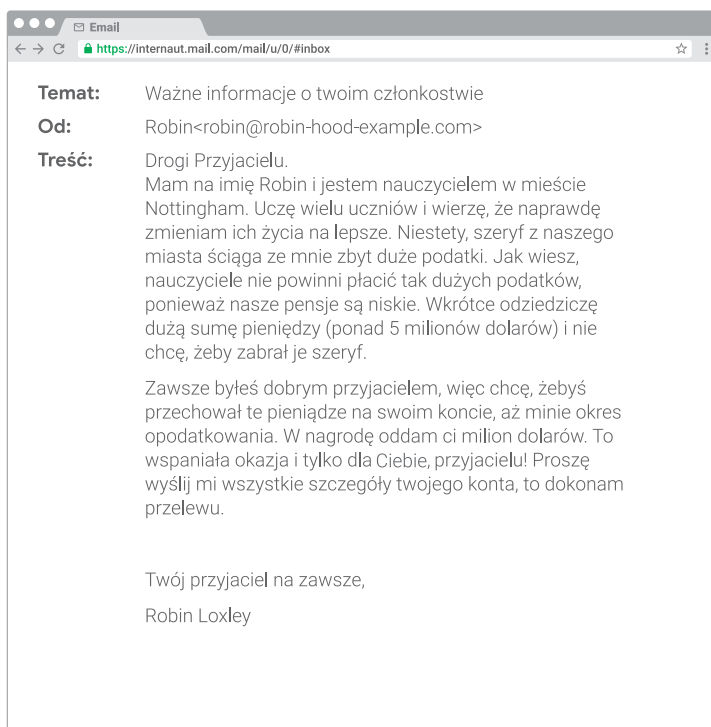 Email
https://internaut.mail.com/mail/u/0/#inbox
Temat: Ważne informacje o twoim członkostwie
Od: Robin<robin@robin-hood-example.com>
Treść: Drogi Przyjacielu.
Mam na imię Robin i jestem nauczycielem w mieście
Nottingham. Uczę wielu uczniów i wierzę, że naprawdę
zmieniam ich życia na lepsze. Niestety, szeryf z naszego
miasta ściąga ze mnie zbyt duże podatki. Jak wiesz,
nauczyciele nie powinni płacić tak dużych podatków,
ponieważ nasze pensje są niskie. Wkrótce odziedziczę
dużą sumę pieniędzy (ponad 5 milionów dolarów) i nie
chcę, żeby zabrał je szeryf.
Zawsze byłeś dobrym przyjacielem, więc chcę, żebyś
przechował te pieniądze na swoim koncie, aż minie okres
opodatkowania. W nagrodę oddam ci milion dolarów. To
wspaniała okazja i tylko dla Ciebie, przyjacielu! Proszę
wyślij mi wszystkie szczegóły twojego konta, to dokonam
przelewu.
Twój przyjaciel na zawsze,
Robin Loxley